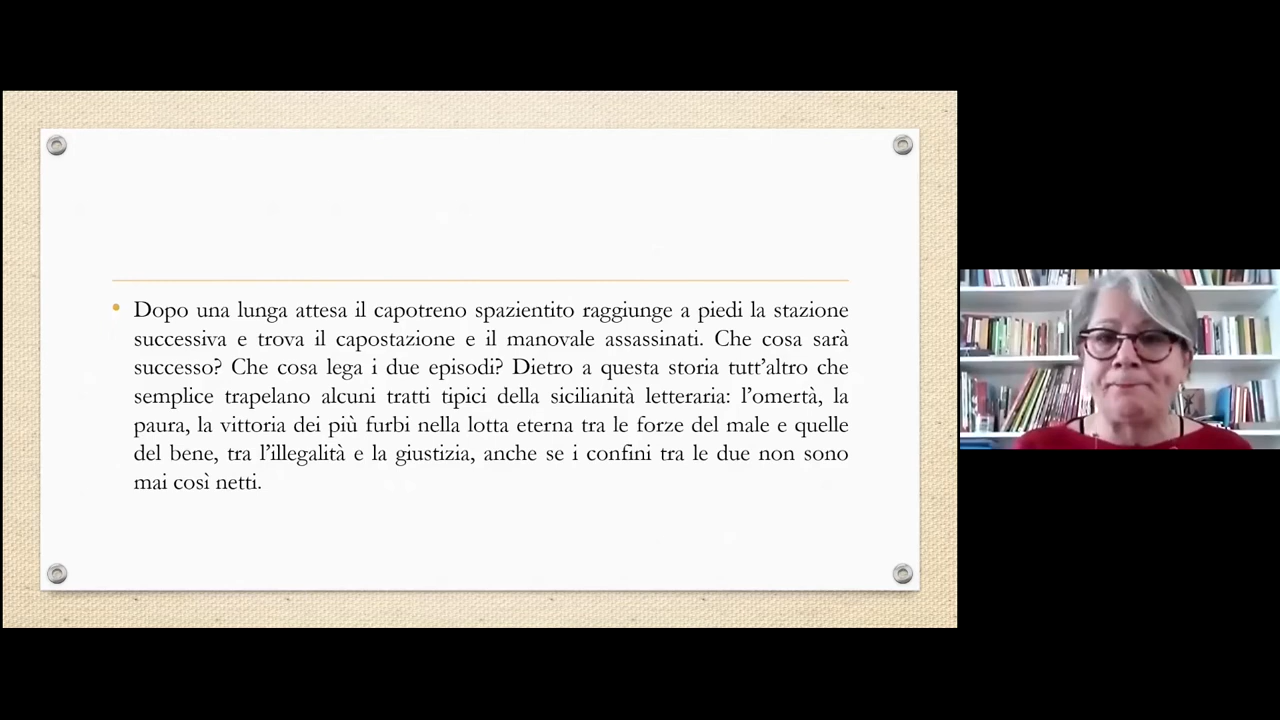 Dopo una lunga attesa il capotreno spazientito raggiunge a piedi la stazione
successiva e trova il capostazione e il manovale assassinati. Che cosa sarà
successo? Che cosa lega i due episodi? Dietro a questa storia tutt’altro che
semplice trapelano alcuni tratti tipici della sicilianità letteraria: l’omertà, la
paura, la vittoria dei più furbi nella lotta eterna tra le forze del male e quelle
del bene, tra l’illegalità e la giustizia, anche se i confini tra le due non sono
mai così netti.